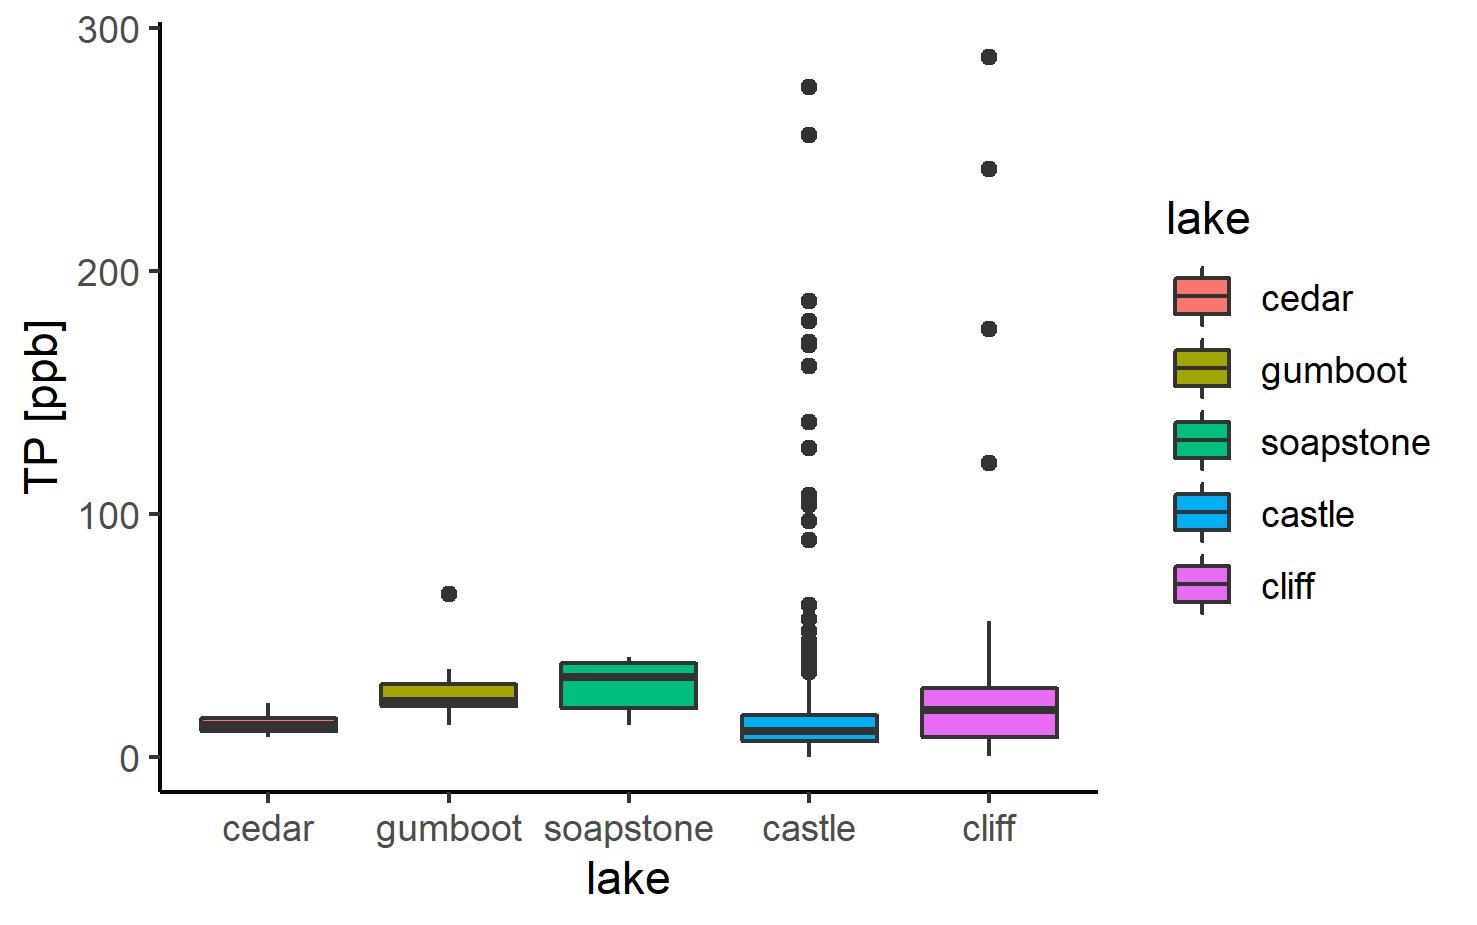 300
200
100
0
TP [ppb]
cedar gumboot soapstone castle cliff
lake
lake
cedar
gumboot
soapstone
castle
cliff